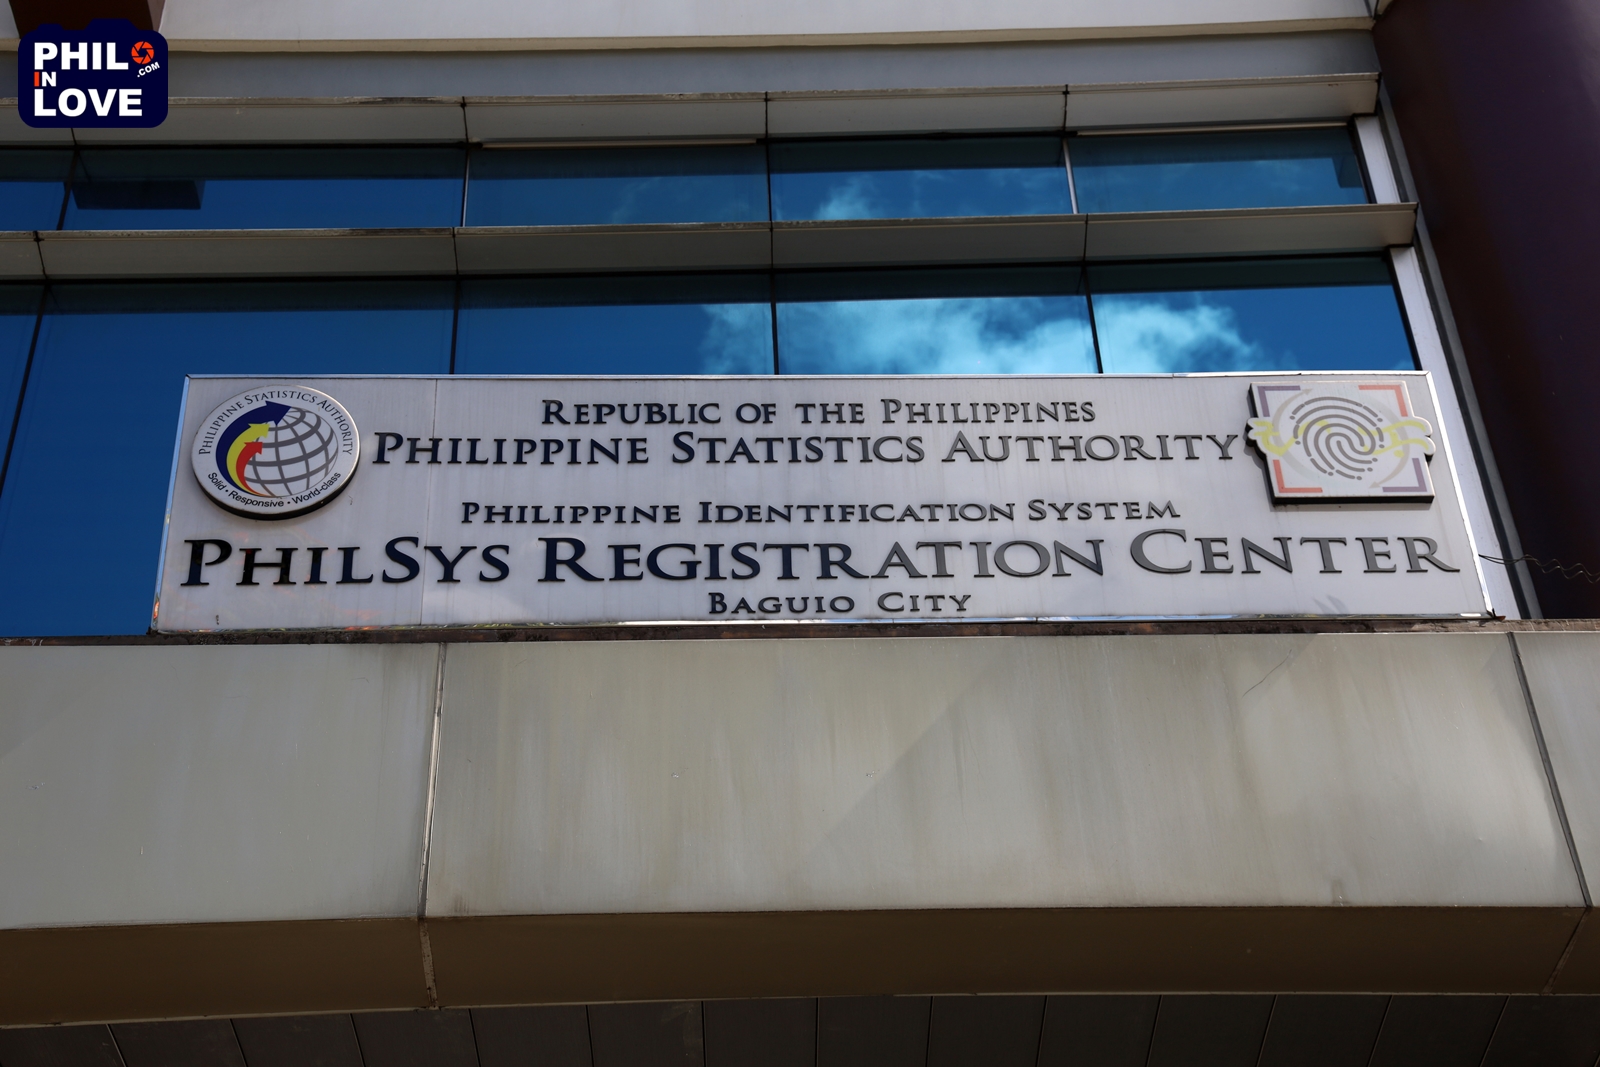 PHIL
IN .COM
LOVE
REPUBLIC OF THE PHILIPPINES
PHILIPPINE STATISTICS AUTHORITY
PHILIPPINE STATISTICS AUTHORITY
Solid • Responsive • World-class
PHILIPPINE IDENTIFICATION SYSTEM
PHILSYS REGISTRATION CENTER
BAGUIO CITY